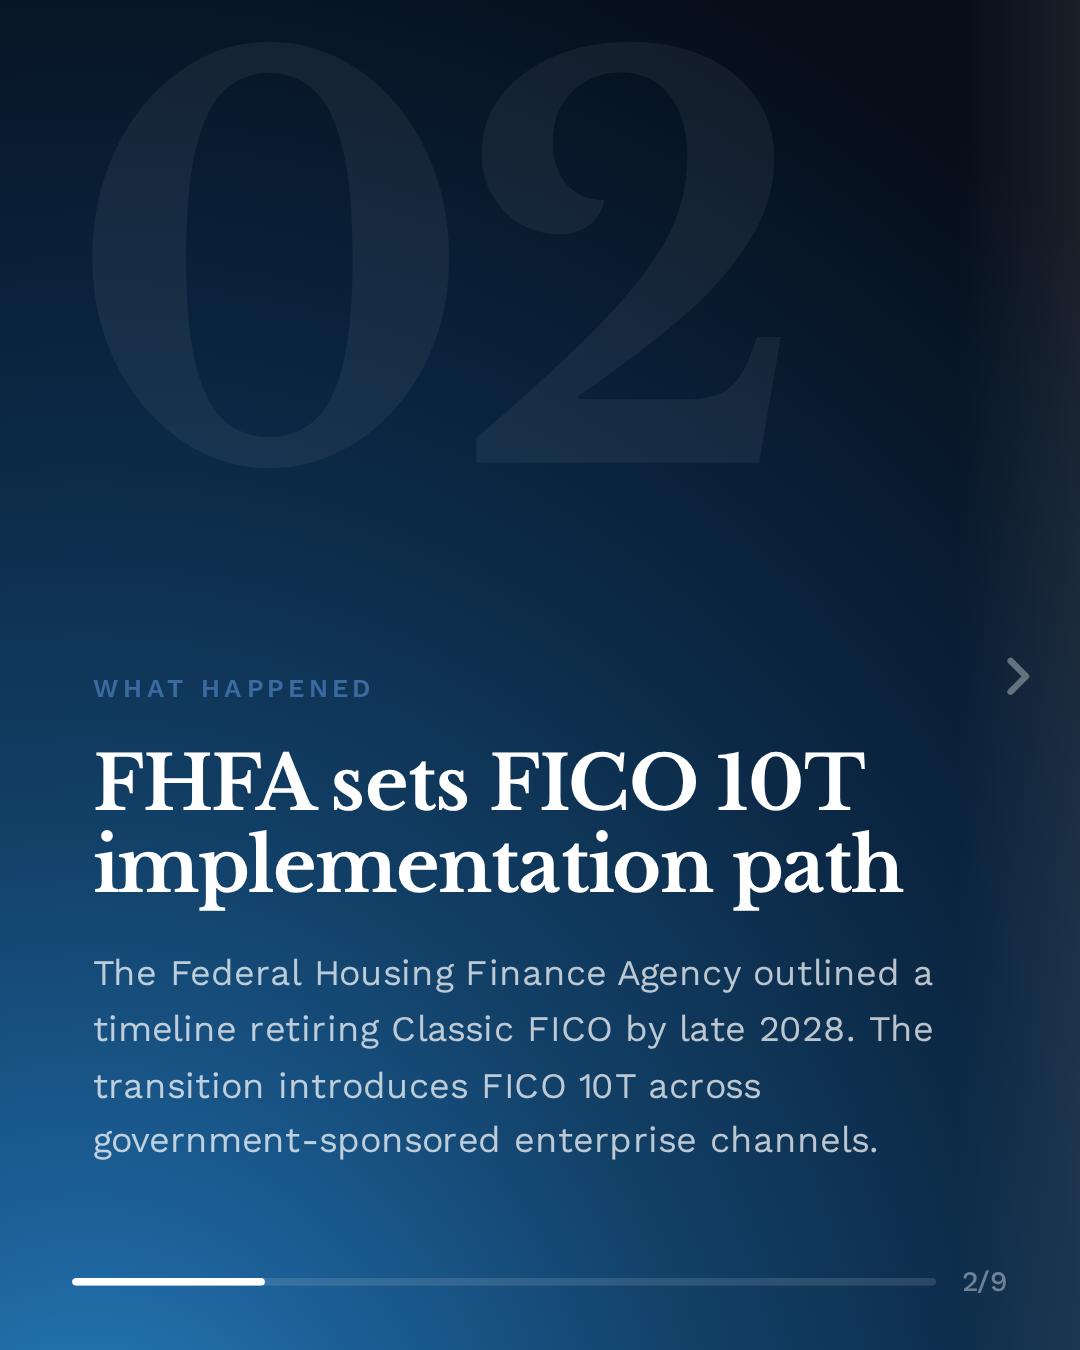 02
WHAT HAPPENED
FHFA sets FICO 10T
implementation path
The Federal Housing Finance Agency outlined a
timeline retiring Classic FICO by late 2028. The
transition introduces FICO 10T across
government-sponsored enterprise channels.
2/9